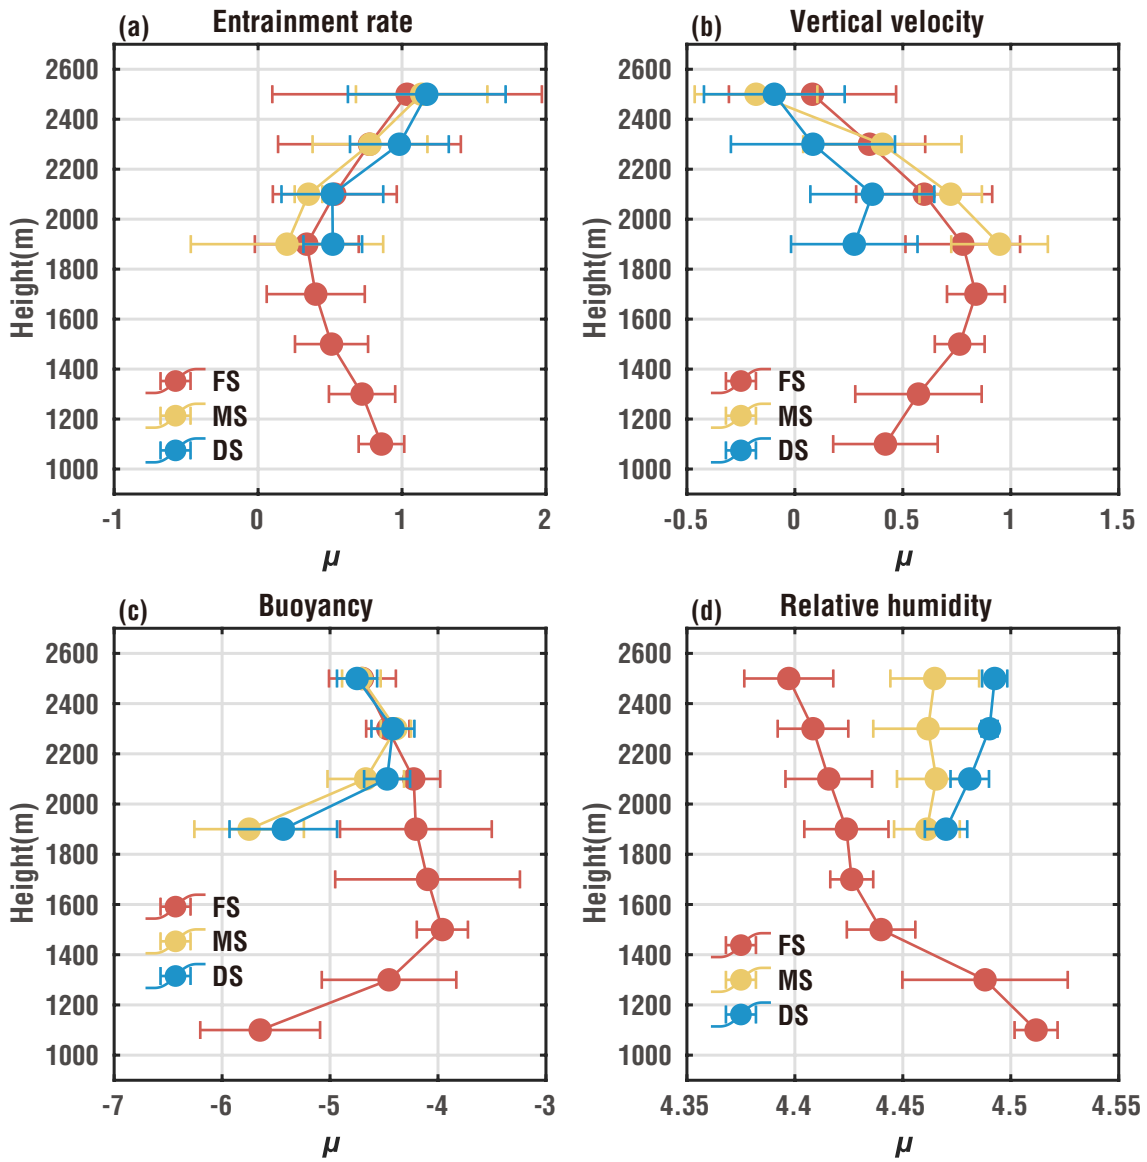 (a) Entrainment rate
Height(m)
2600
2400
2200
2000
1800
1600
1400
1200
1000
FS
MS
DS
-1 0 1 2
μ
(b) Vertical velocity
Height(m)
2600
2400
2200
2000
1800
1600
1400
1200
1000
FS
MS
DS
-0.5 0 0.5 1 1.5
μ
(c) Buoyancy
Height(m)
2600
2400
2200
2000
1800
1600
1400
1200
1000
FS
MS
DS
-7 -6 -5 -4 -3
μ
(d) Relative humidity
Height(m)
2600
2400
2200
2000
1800
1600
1400
1200
1000
FS
MS
DS
4.35 4.4 4.45 4.5 4.55
μ